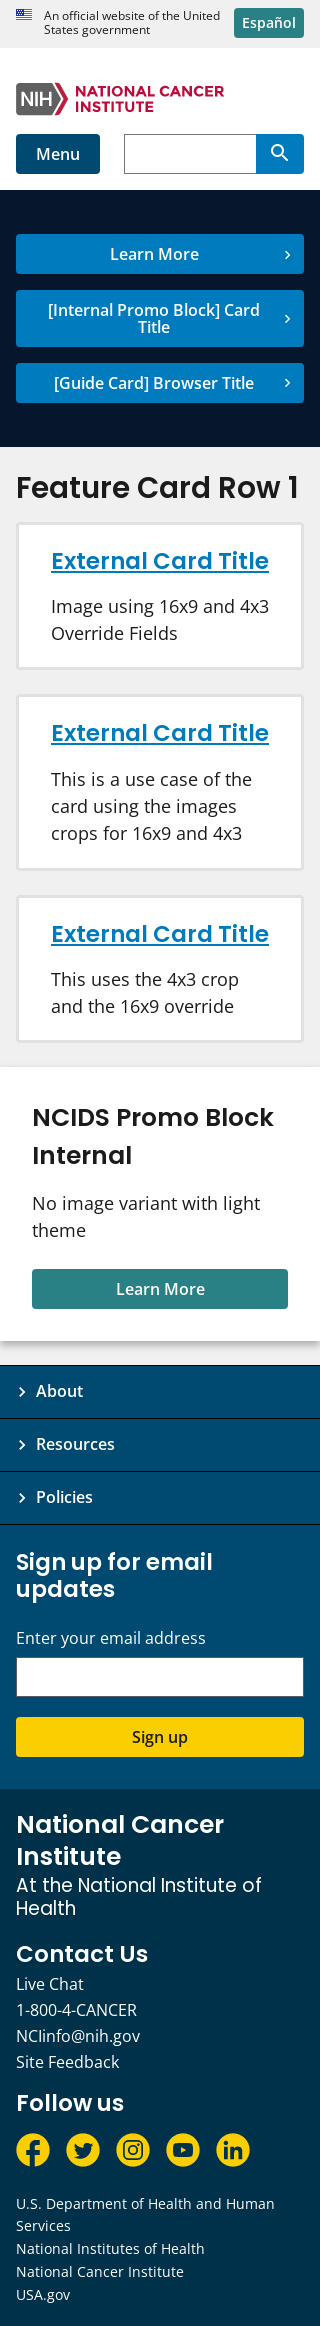 An official website of the United
States government
Español
NIH
NATIONAL CANCER
INSTITUTE
Menu
Learn More
[Internal Promo Block] Card
Title
[Guide Card] Browser Title
Feature Card Row 1
External Card Title
Image using 16x9 and 4x3
Override Fields
External Card Title
This is a use case of the
card using the images
crops for 16x9 and 4x3
External Card Title
This uses the 4x3 crop
and the 16x9 override
NCIDS Promo Block
Internal
No image variant with light
theme
Learn More
About
Resources
Policies
Sign up for email
updates
Enter your email address
Sign up
National Cancer
Institute
At the National Institute of
Health
Contact Us
Live Chat
1-800-4-CANCER
NCIinfo@nih.gov
Site Feedback
Follow us
U.S. Department of Health and Human
Services
National Institutes of Health
National Cancer Institute
USA.gov